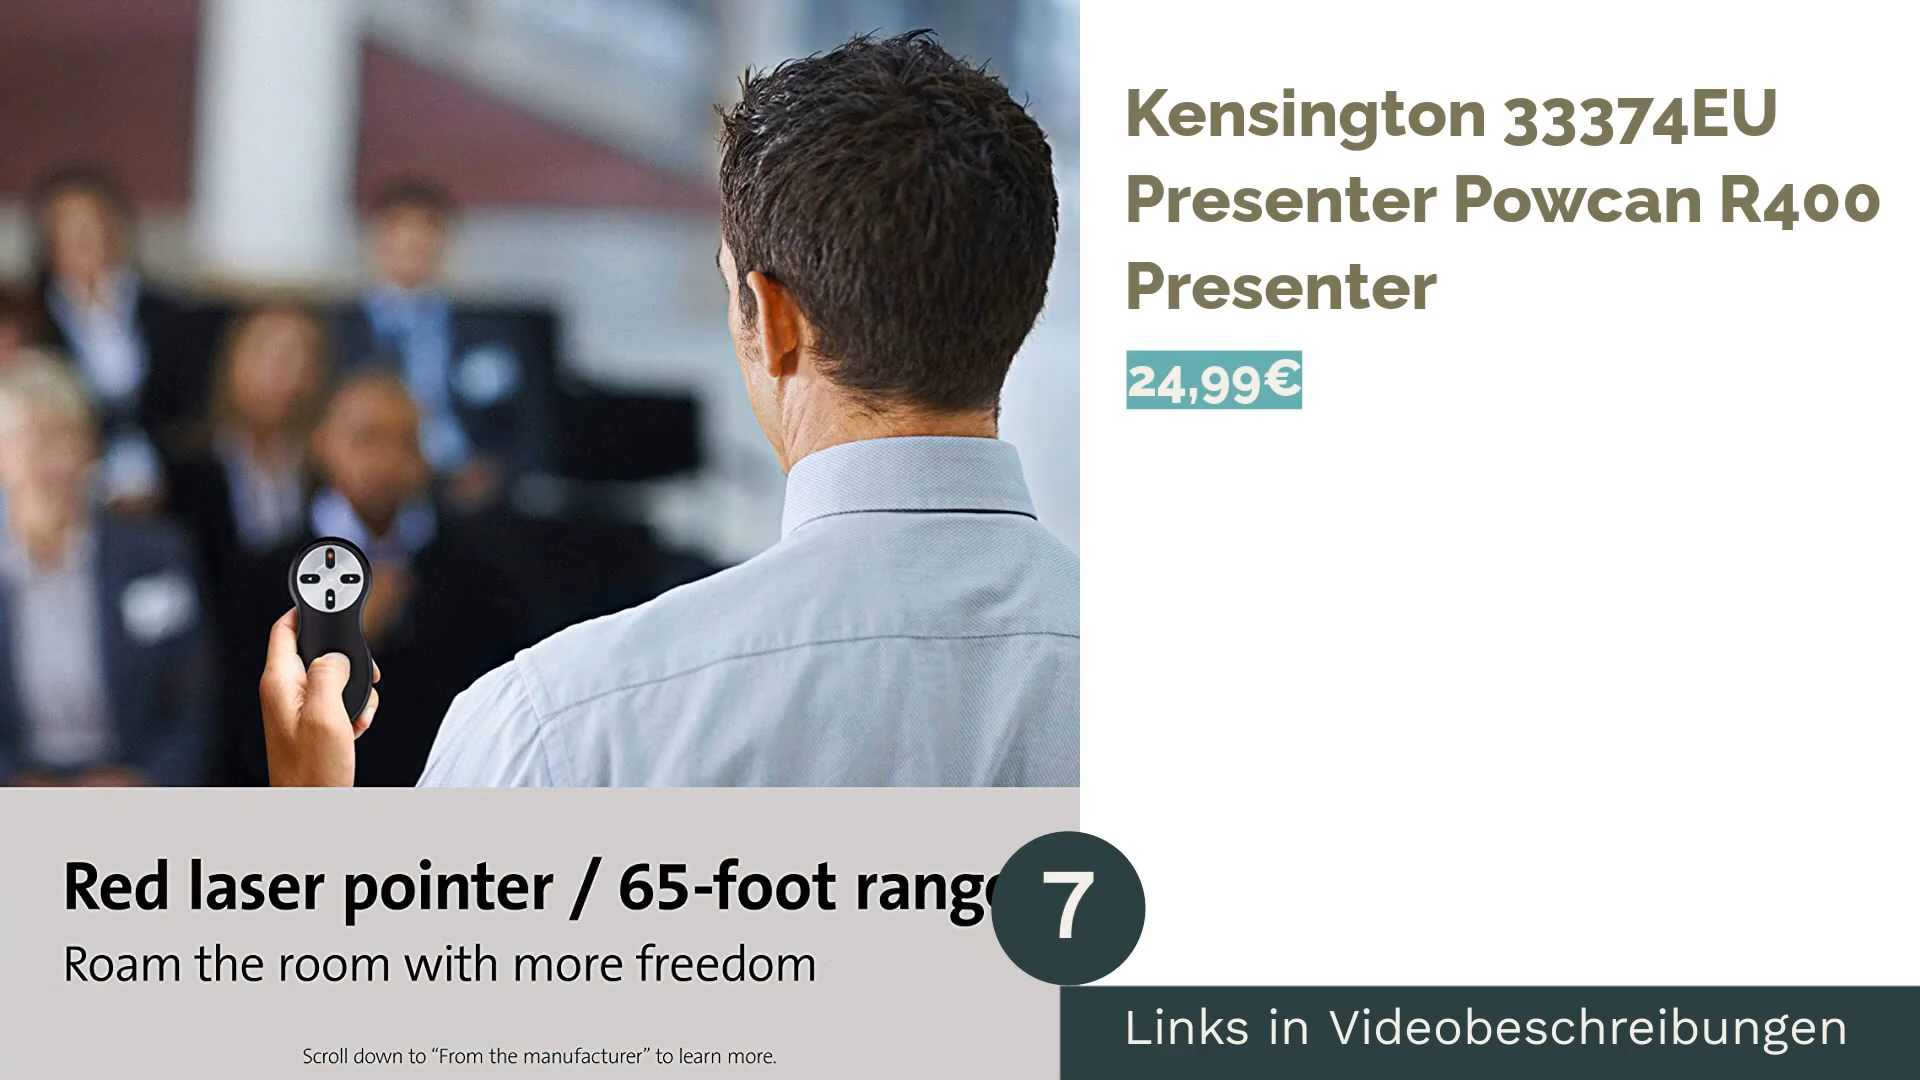 Kensington 33374EU
Presenter Powcan R400
Presenter
24,99€
Red laser pointer / 65-foot range
Roam the room with more freedom
Scroll down to “From the manufacturer” to learn more.
7
Links in Videobeschreibungen